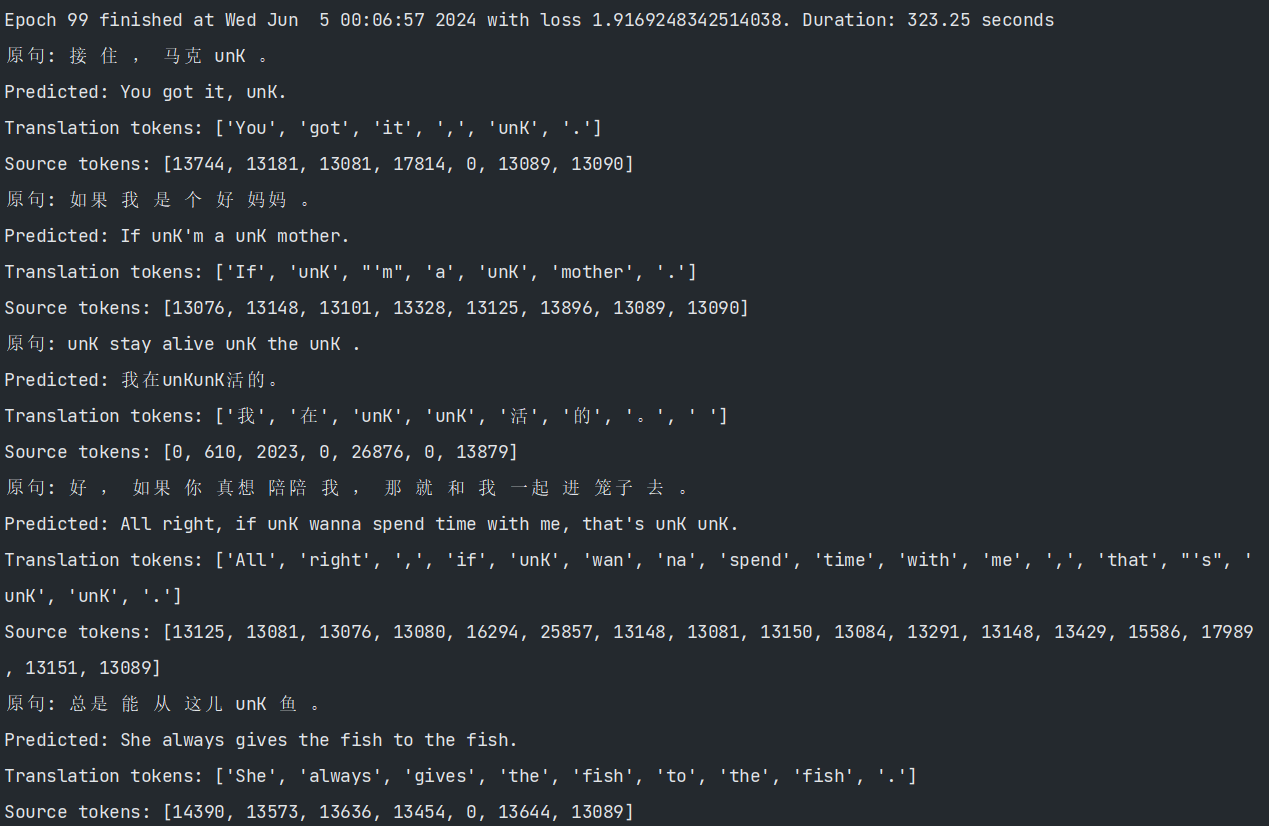 Epoch 99 finished at Wed Jun  5 00:06:57 2024 with loss 1.9169248342514038. Duration: 323.25 seconds
原句: 接 住 ， 马克 unK 。
Predicted: You got it, unK.
Translation tokens: ['You', 'got', 'it', ',', 'unK', '.']
Source tokens: [13744, 13181, 13081, 17814, 0, 13089, 13090]
原句: 如果 我 是 个 好 妈妈 。
Predicted: If unK'm a unK mother.
Translation tokens: ['If', 'unK', "'m", 'a', 'unK', 'mother', '.']
Source tokens: [13076, 13148, 13101, 13328, 13125, 13896, 13089, 13090]
原句: unK stay alive unK the unK .
Predicted: 我在unKunK活的。
Translation tokens: ['我', '在', 'unK', 'unK', '活', '的', '。', ' ']
Source tokens: [0, 610, 2023, 0, 26876, 0, 13879]
原句: 好 ， 如果 你 真想 陪陪 我 ， 那 就 和 我 一起 进 笼子 去 。
Predicted: All right, if unK wanna spend time with me, that's unK unK.
Translation tokens: ['All', 'right', ',', 'if', 'unK', 'wan', 'na', 'spend', 'time', 'with', 'me', ',', 'that', "'s", '
unK', 'unK', '.']
Source tokens: [13125, 13081, 13076, 13080, 16294, 25857, 13148, 13081, 13150, 13084, 13291, 13148, 13429, 15586, 17989
, 13151, 13089]
原句: 总是 能 从 这儿 unK 鱼 。
Predicted: She always gives the fish to the fish.
Translation tokens: ['She', 'always', 'gives', 'the', 'fish', 'to', 'the', 'fish', '.']
Source tokens: [14390, 13573, 13636, 13454, 0, 13644, 13089]